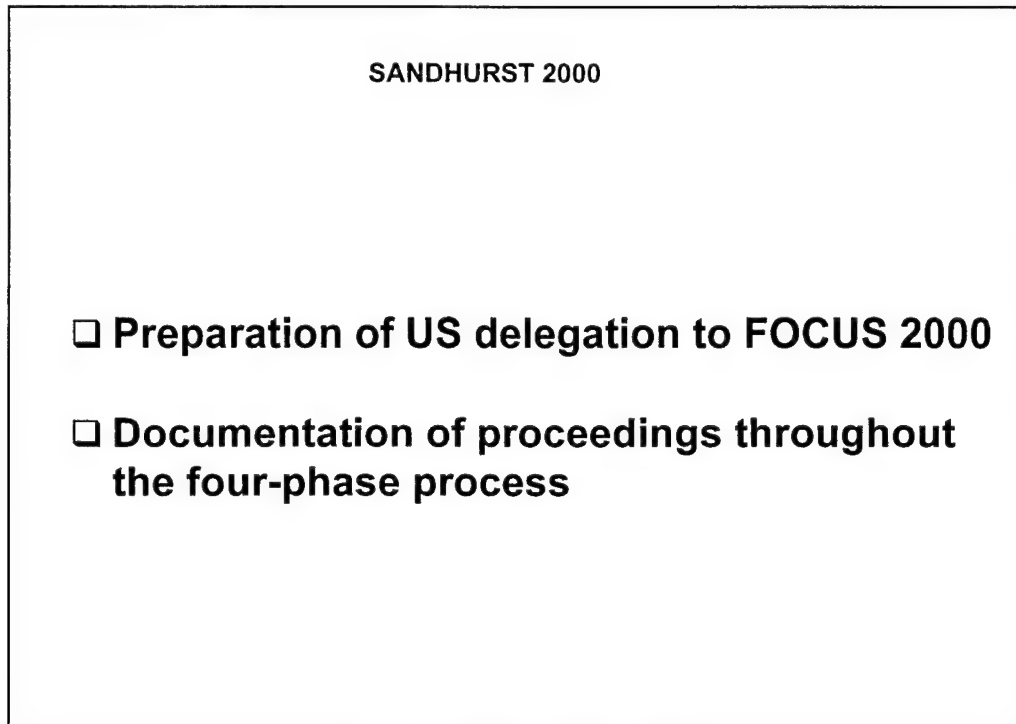 SANDHURST 2000
❑ Preparation of US delegation to FOCUS 2000
❑ Documentation of proceedings throughout
the four-phase process